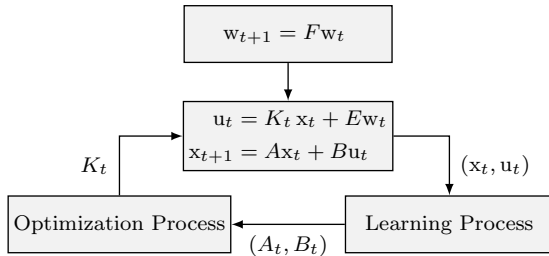 w_{t+1} = Fw_t
u_t = K_t x_t + Ew_t
x_{t+1} = Ax_t + Bu_t
K_t
(x_t, u_t)
Optimization Process
Learning Process
(A_t, B_t)